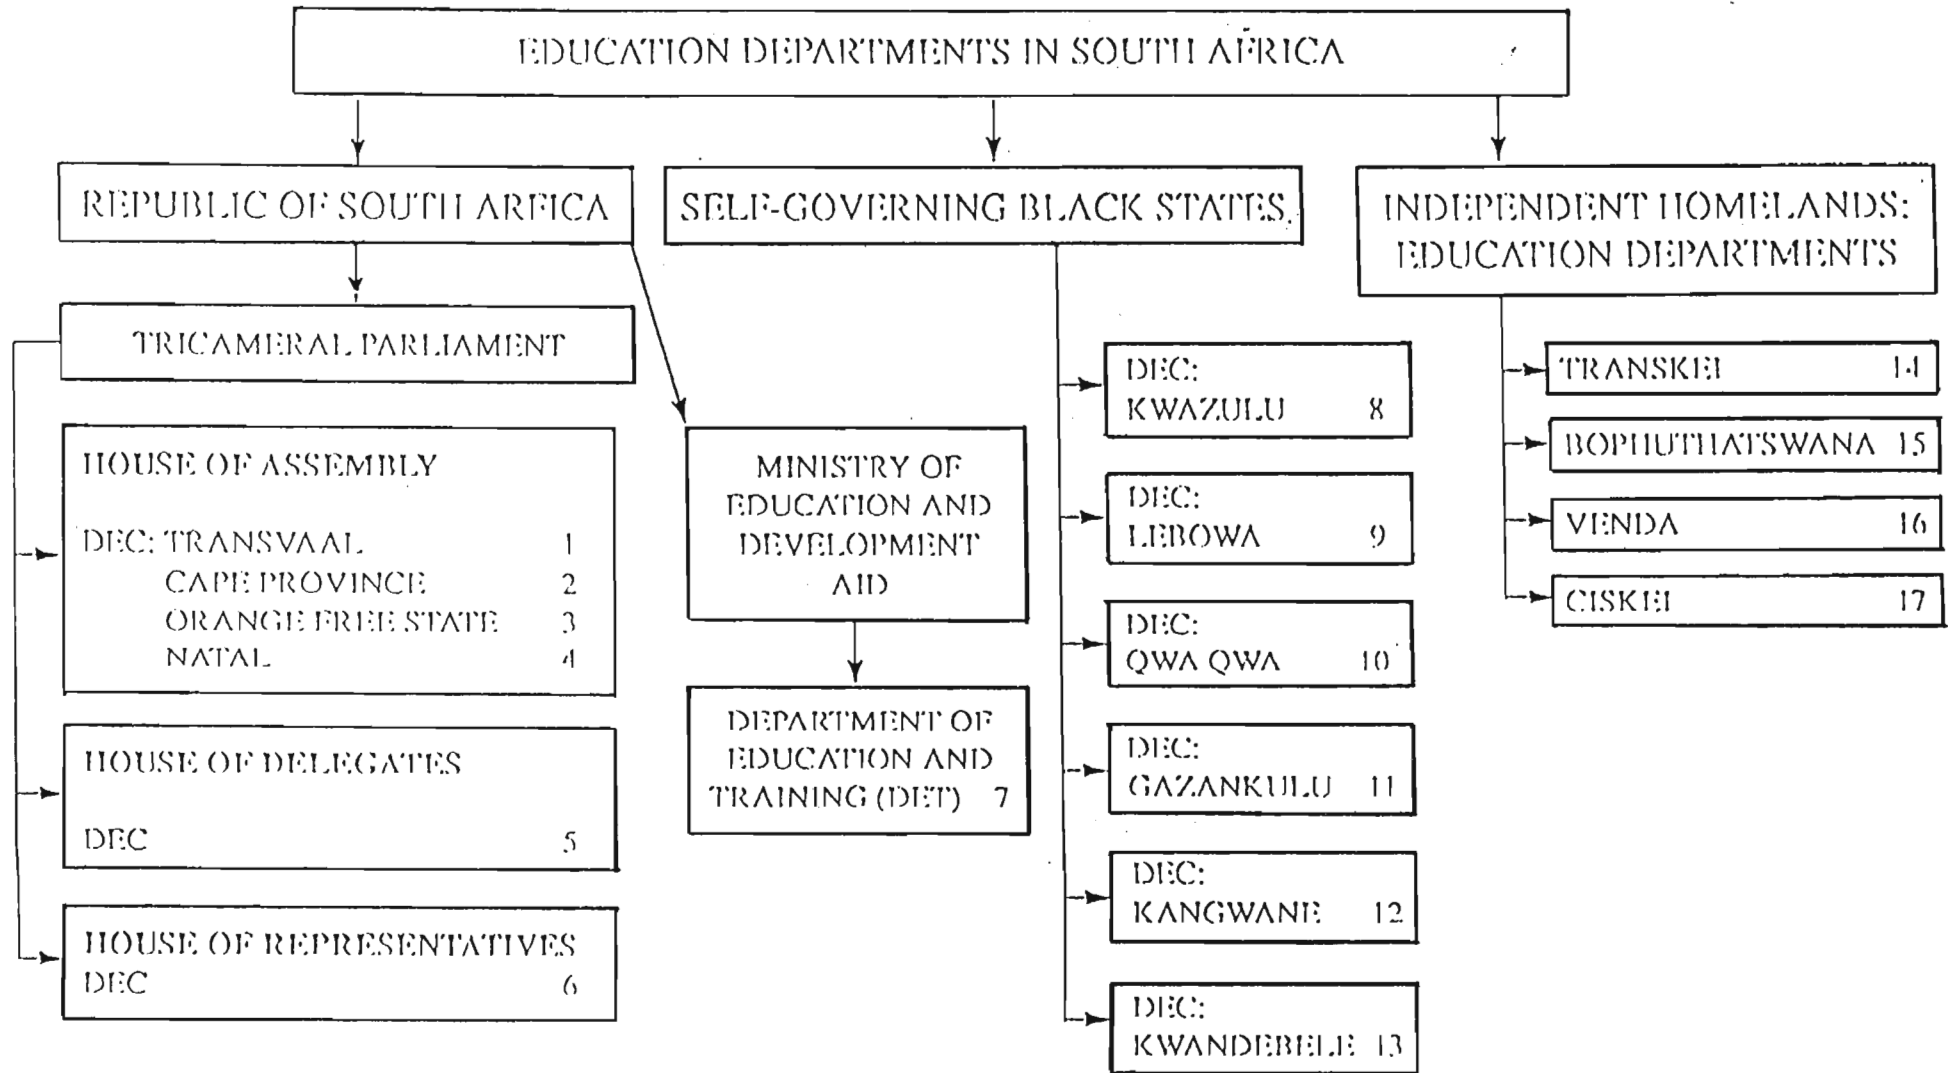 EDUCATION DEPARTMENTS IN SOUTH AFRICA
REPUBLIC OF SOUTH ARFICA
SELF-GOVERNING BLACK STATES.
INDEPENDENT HOMELANDS:
EDUCATION DEPARTMENTS
TRICAMERAL PARLIAMENT
HOUSE OF ASSEMBLY
DEC: TRANSVAAL 1
CAPE PROVINCE 2
ORANGE FREE STATE 3
NATAL 4
HOUSE OF DELEGATES
DEC 5
HOUSE OF REPRESENTATIVES
DEC 6
MINISTRY OF
EDUCATION AND
DEVELOPMENT
AID
DEPARTMENT OF
EDUCATION AND
TRAINING (DET) 7
DEC:
KWAZULU 8
DEC:
LEBOWA 9
DEC:
QWA QWA 10
DEC:
GAZANKULU 11
DEC:
KANGWANE 12
DEC:
KWANDEBELE 13
TRANSKEI 14
BOPHUTHATSWANA 15
VENDA 16
CISKEI 17